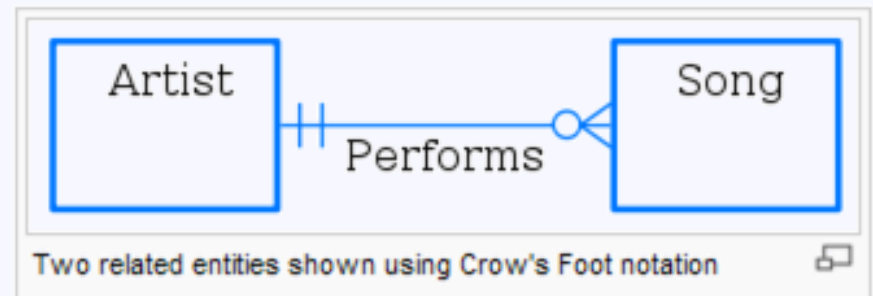 Artist
Song
Performs
Two related entities shown using Crow's Foot notation